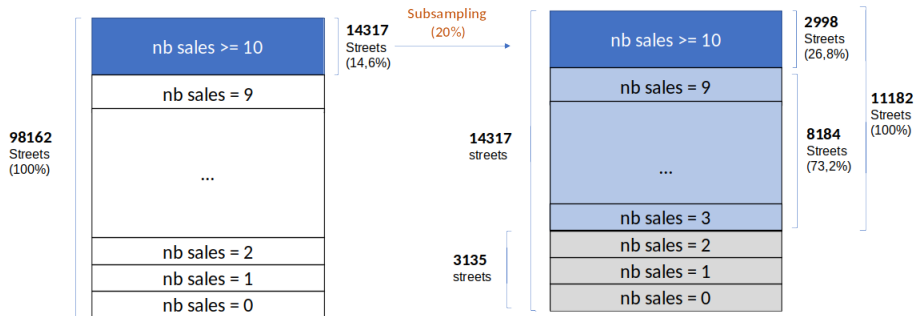 nb sales >= 10
nb sales = 9
...
nb sales = 2
nb sales = 1
nb sales = 0
98162
Streets
(100%)
14317
Streets
(14,6%)
Subsampling
(20%)
nb sales >= 10
nb sales = 9
...
nb sales = 3
nb sales = 2
nb sales = 1
nb sales = 0
14317
streets
3135
streets
2998
Streets
(26,8%)
8184
Streets
(73,2%)
11182
Streets
(100%)